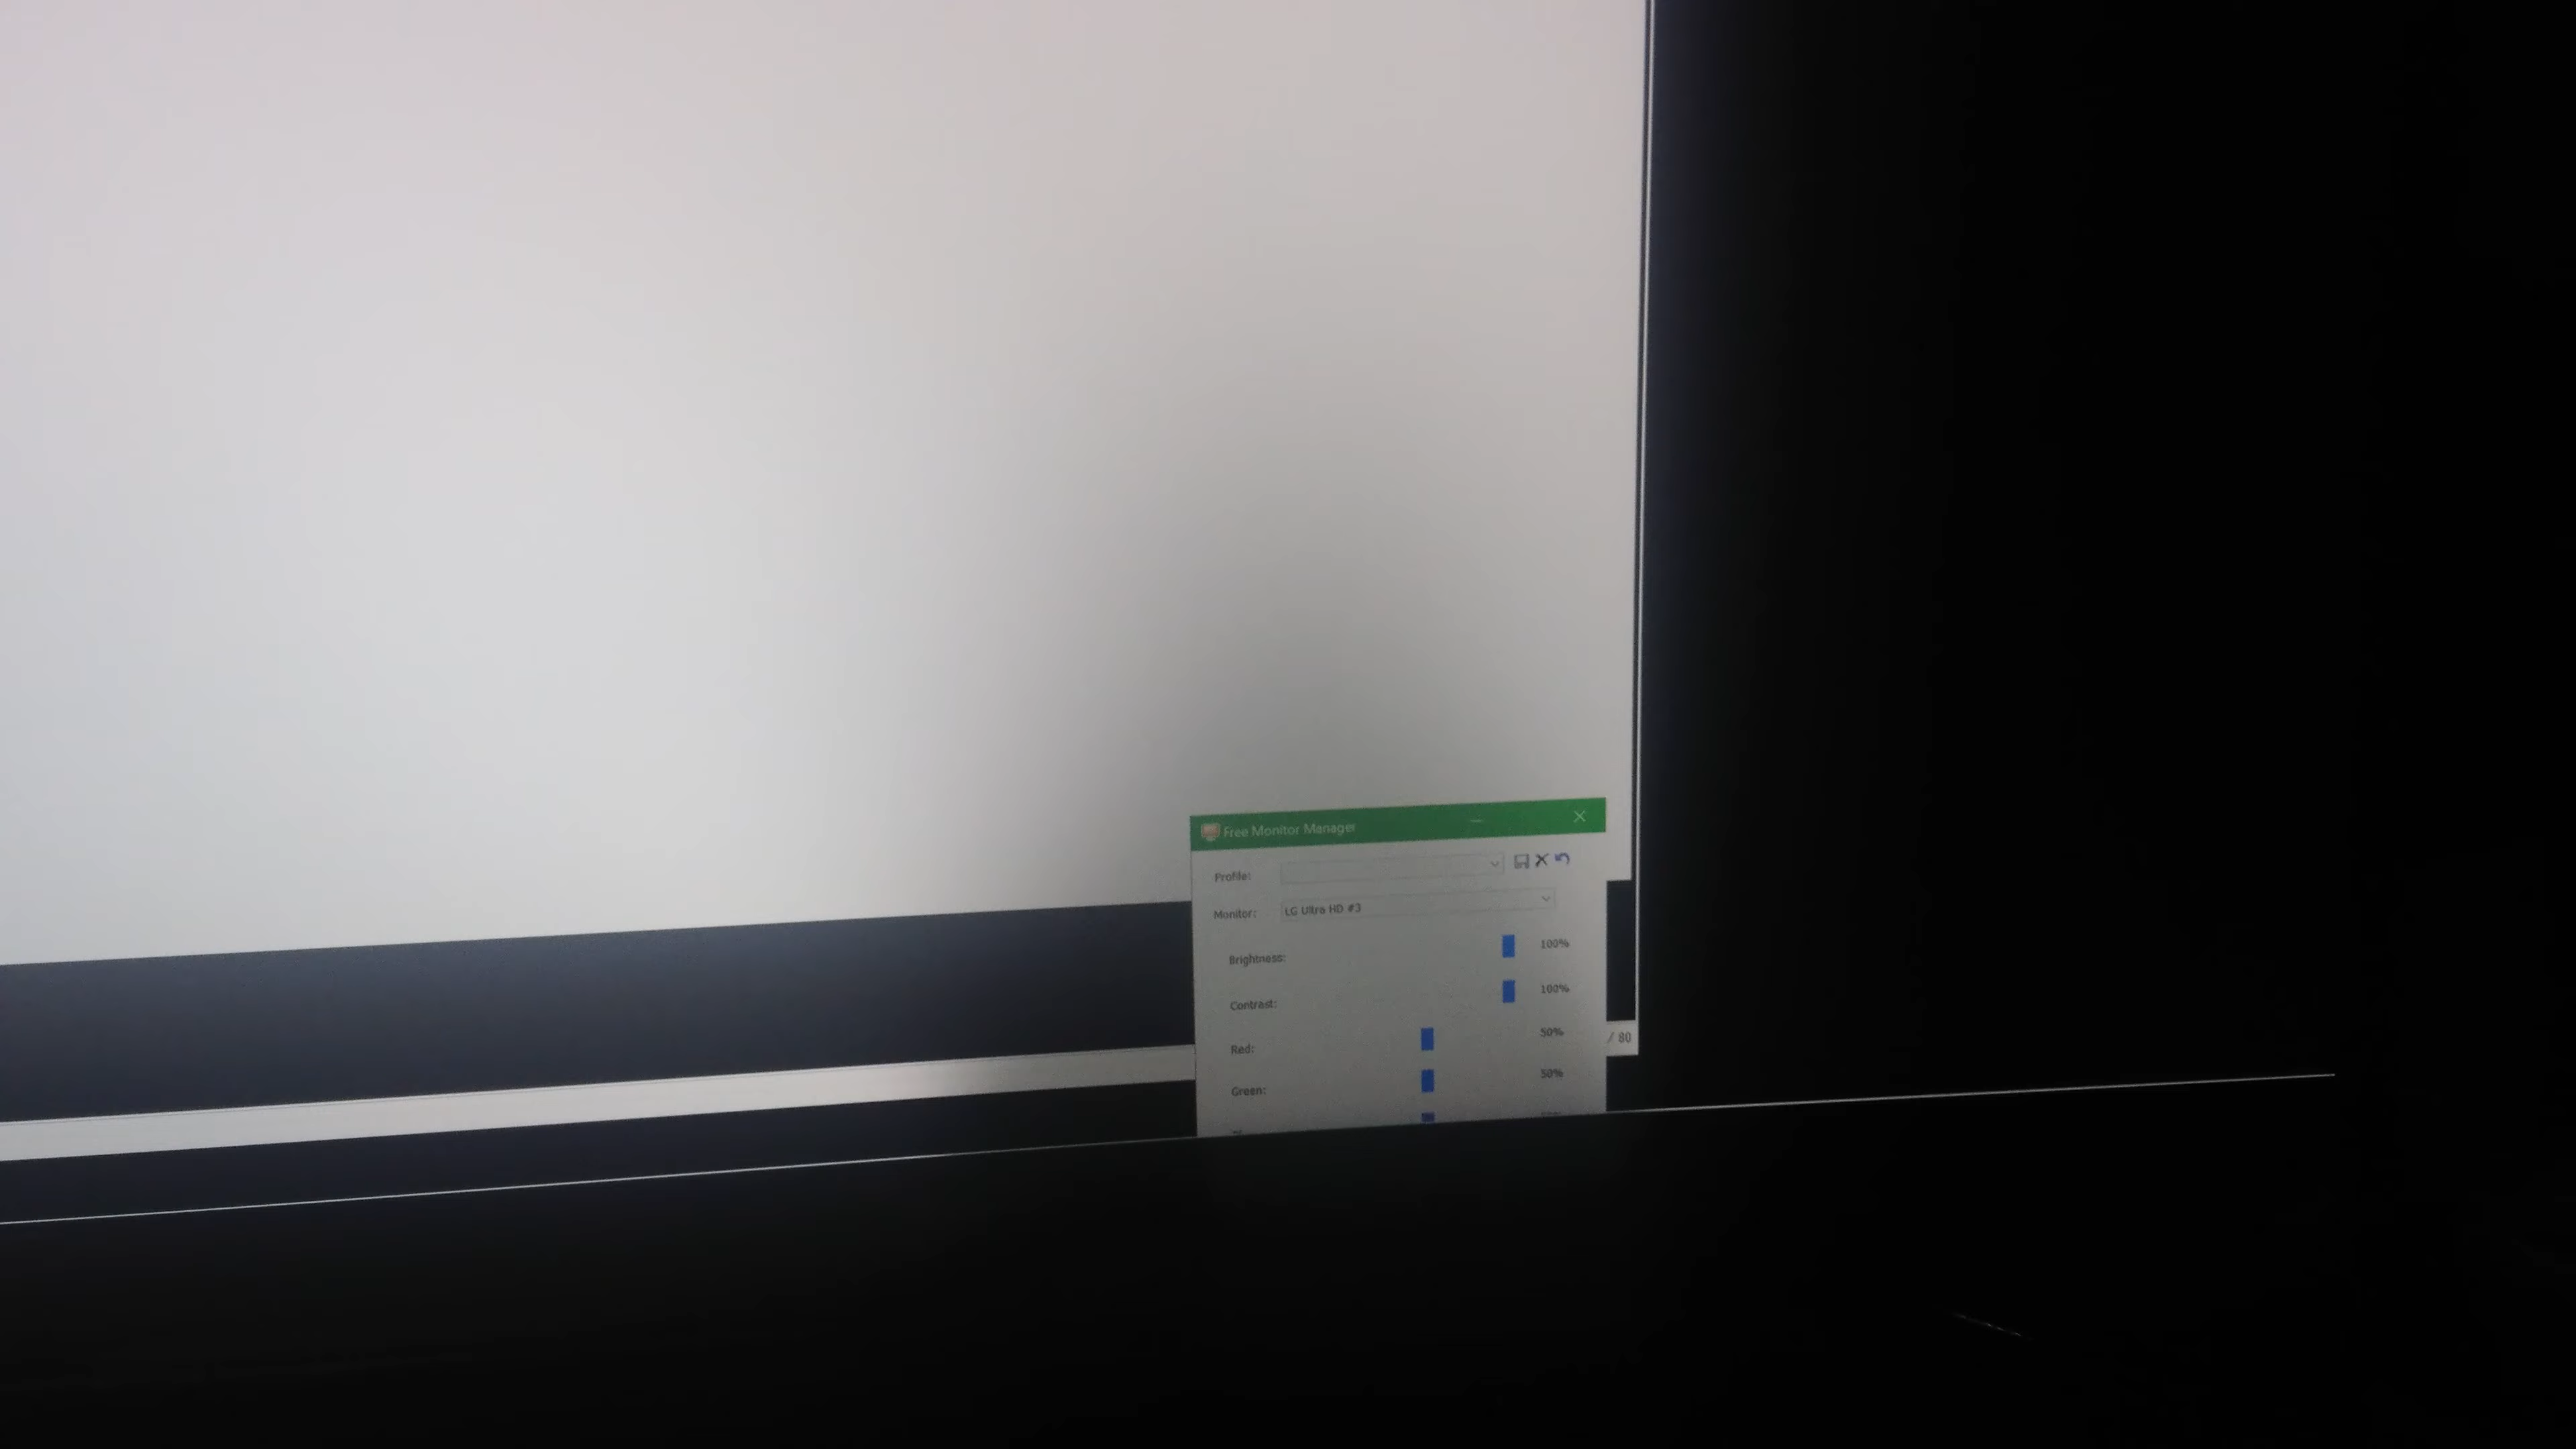 Free Monitor Manager
Profile:
Monitor: LG Ultra HD #3
Brightness: 100%
Contrast: 100%
Red: 50%
/ 80
Green: 50%